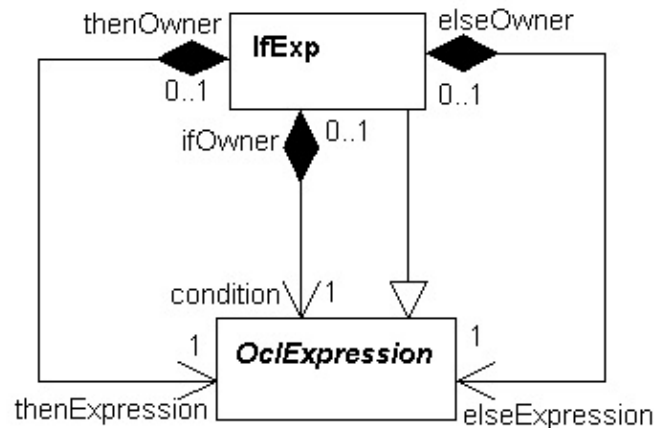 thenOwner
elseOwner
IfExp
0..1
0..1
0..1
ifOwner
condition
1
1
OclExpression
1
thenExpression
elseExpression